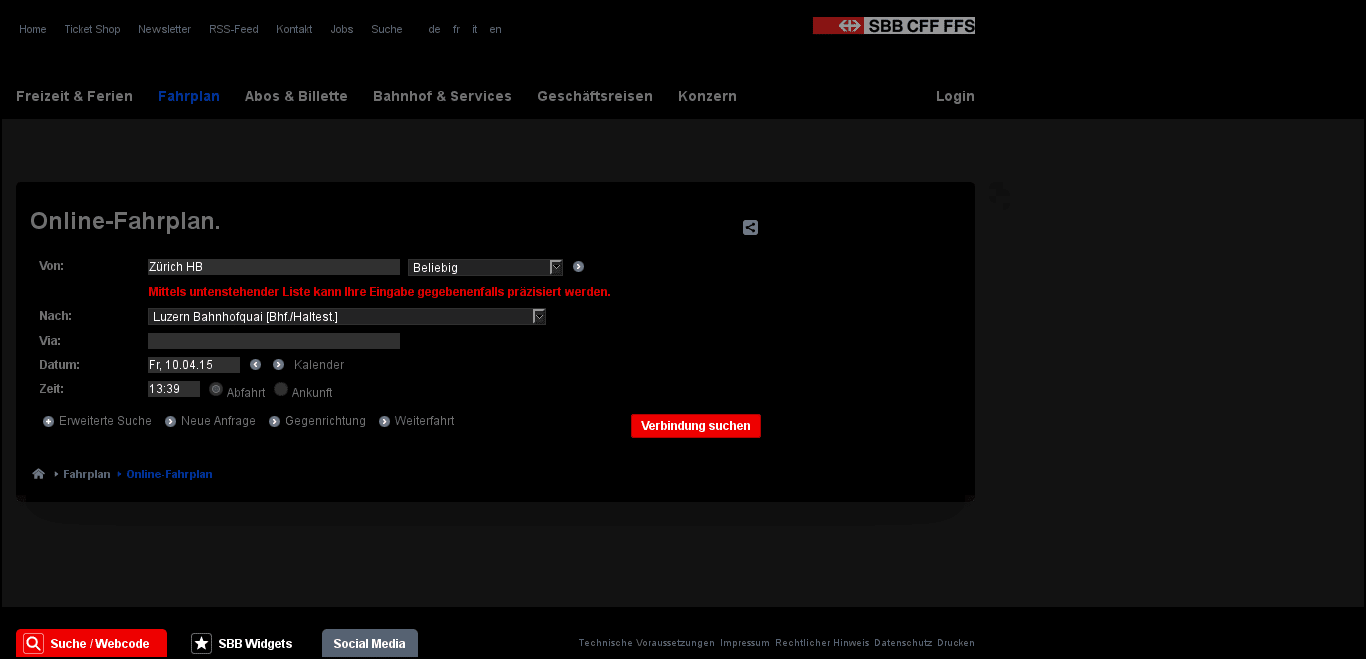 Home Ticket Shop Newsletter RSS-Feed Kontakt Jobs Suche de fr it en
SBB CFF FFS
Freizeit & Ferien Fahrplan Abos & Billette Bahnhof & Services Geschäftsreisen Konzern Login
Online-Fahrplan.
Von: Zürich HB Beliebig
Mittels untenstehender Liste kann Ihre Eingabe gegebenenfalls präzisiert werden.
Nach: Luzern Bahnhofquai [Bhf./Haltest.]
Via:
Datum: Fr, 10.04.15 Kalender
Zeit: 13:39 Abfahrt Ankunft
Erweiterte Suche Neue Anfrage Gegenrichtung Weiterfahrt Verbindung suchen
Fahrplan Online-Fahrplan
Suche / Webcode SBB Widgets Social Media Technische Voraussetzungen Impressum Rechtlicher Hinweis Datenschutz Drucken